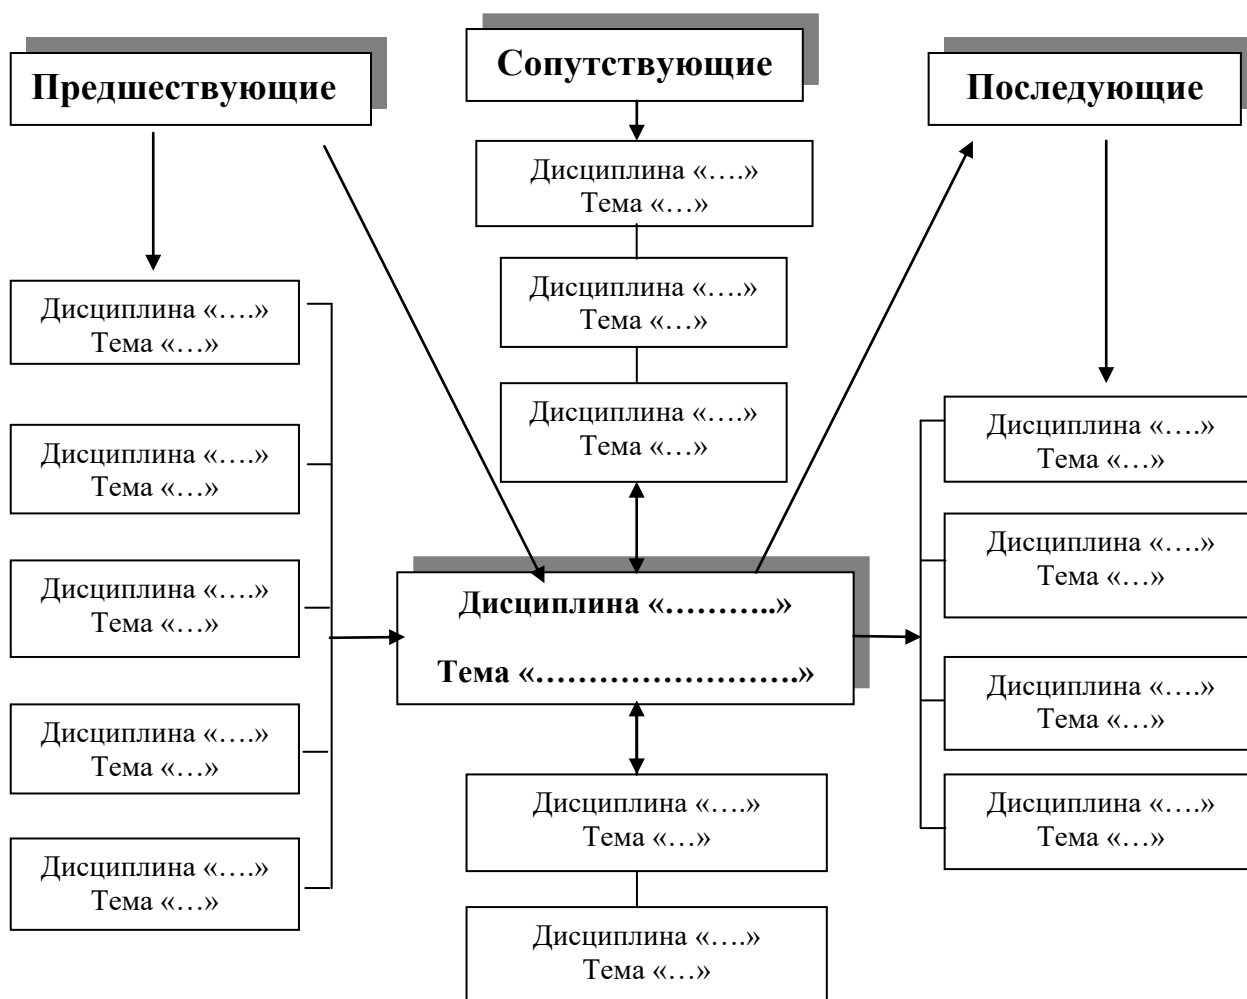 Предшествующие
Сопутствующие
Последующие
Дисциплина «….»
Тема «…»
Дисциплина «….»
Тема «…»
Дисциплина «….»
Тема «…»
Дисциплина «….»
Тема «…»
Дисциплина «….»
Тема «…»
Дисциплина «….»
Тема «…»
Дисциплина «….»
Тема «…»
Дисциплина «….»
Тема «…»
Дисциплина «………..»
Тема «…………………….»
Дисциплина «….»
Тема «…»
Дисциплина «….»
Тема «…»
Дисциплина «….»
Тема «…»
Дисциплина «….»
Тема «…»
Дисциплина «….»
Тема «…»
Дисциплина «….»
Тема «…»